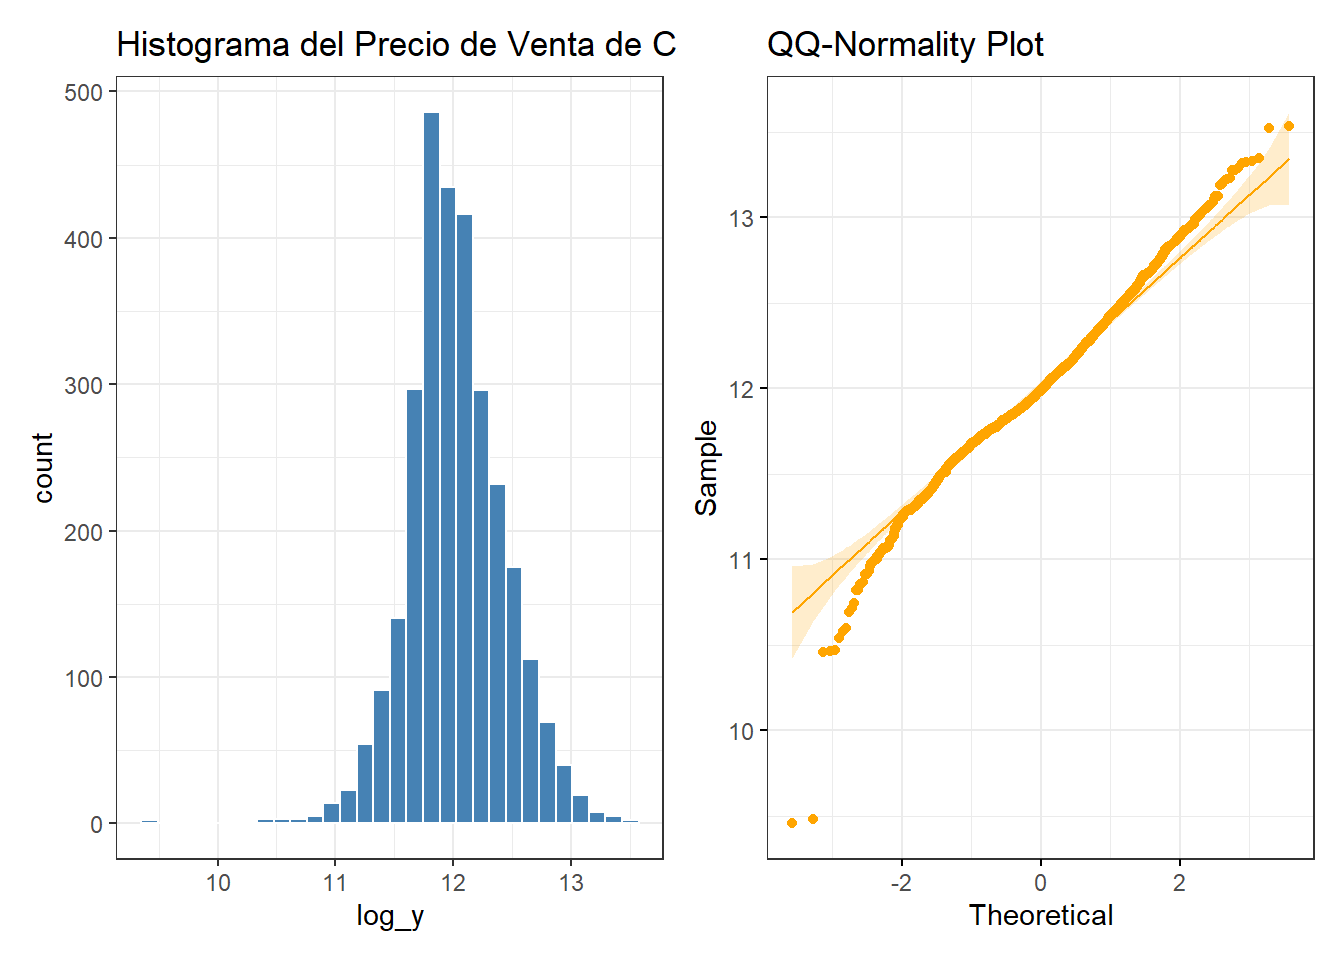 Histograma del Precio de Venta de C
500
400
300
200
100
0
count
10 11 12 13
log_y
QQ-Normality Plot
13
12
11
10
Sample
-2 0 2
Theoretical